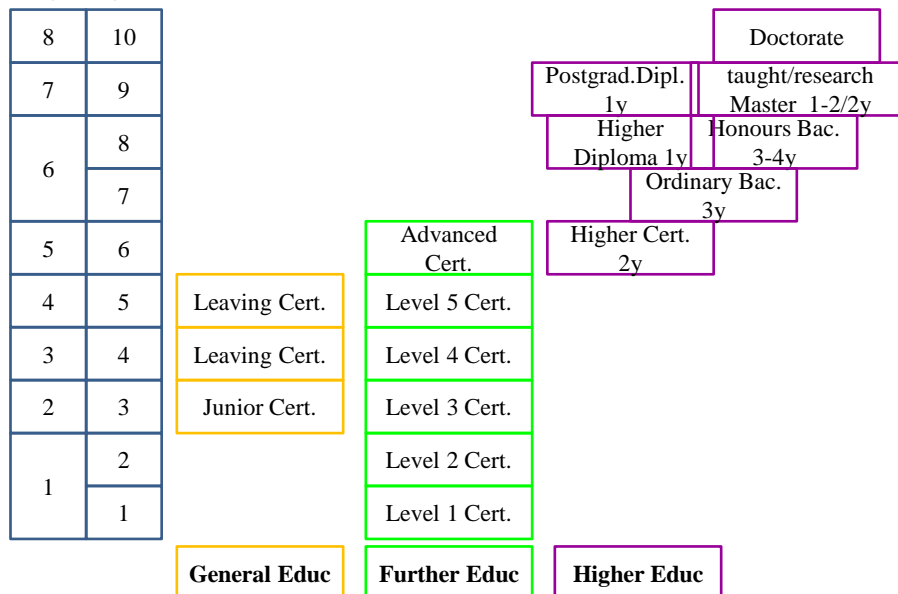 8 10 Doctorate
7 9 Postgrad.Dipl. taught/research
1y Master 1-2/2y
6 8 Higher Honours Bac.
Diploma 1y 3-4y
7 Ordinary Bac.
3y
5 6 Advanced Higher Cert.
Cert. 2y
4 5 Leaving Cert. Level 5 Cert.
3 4 Leaving Cert. Level 4 Cert.
2 3 Junior Cert. Level 3 Cert.
1 2 Level 2 Cert.
1 Level 1 Cert.
General Educ Further Educ Higher Educ